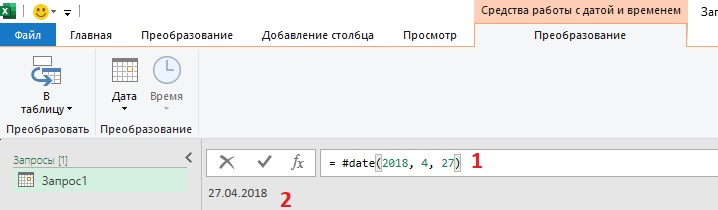 Средства работы с датой и временем
Зап
Файл Главная Преобразование Добавление столбца Просмотр Преобразование
В таблицу
Дата
Время
Преобразовать
Преобразование
Запросы [1]
Запрос1
fx
= #date(2018, 4, 27)
1
27.04.2018
2